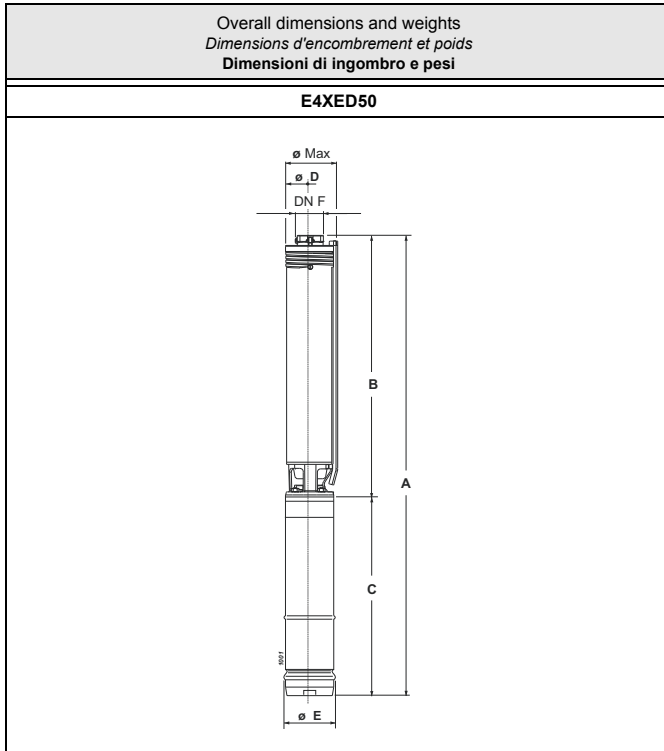 Overall dimensions and weights
Dimensions d'encombrement et poids
Dimensioni di ingombro e pesi
E4XED50
ø Max
ø D
DN F
B
A
C
ø E